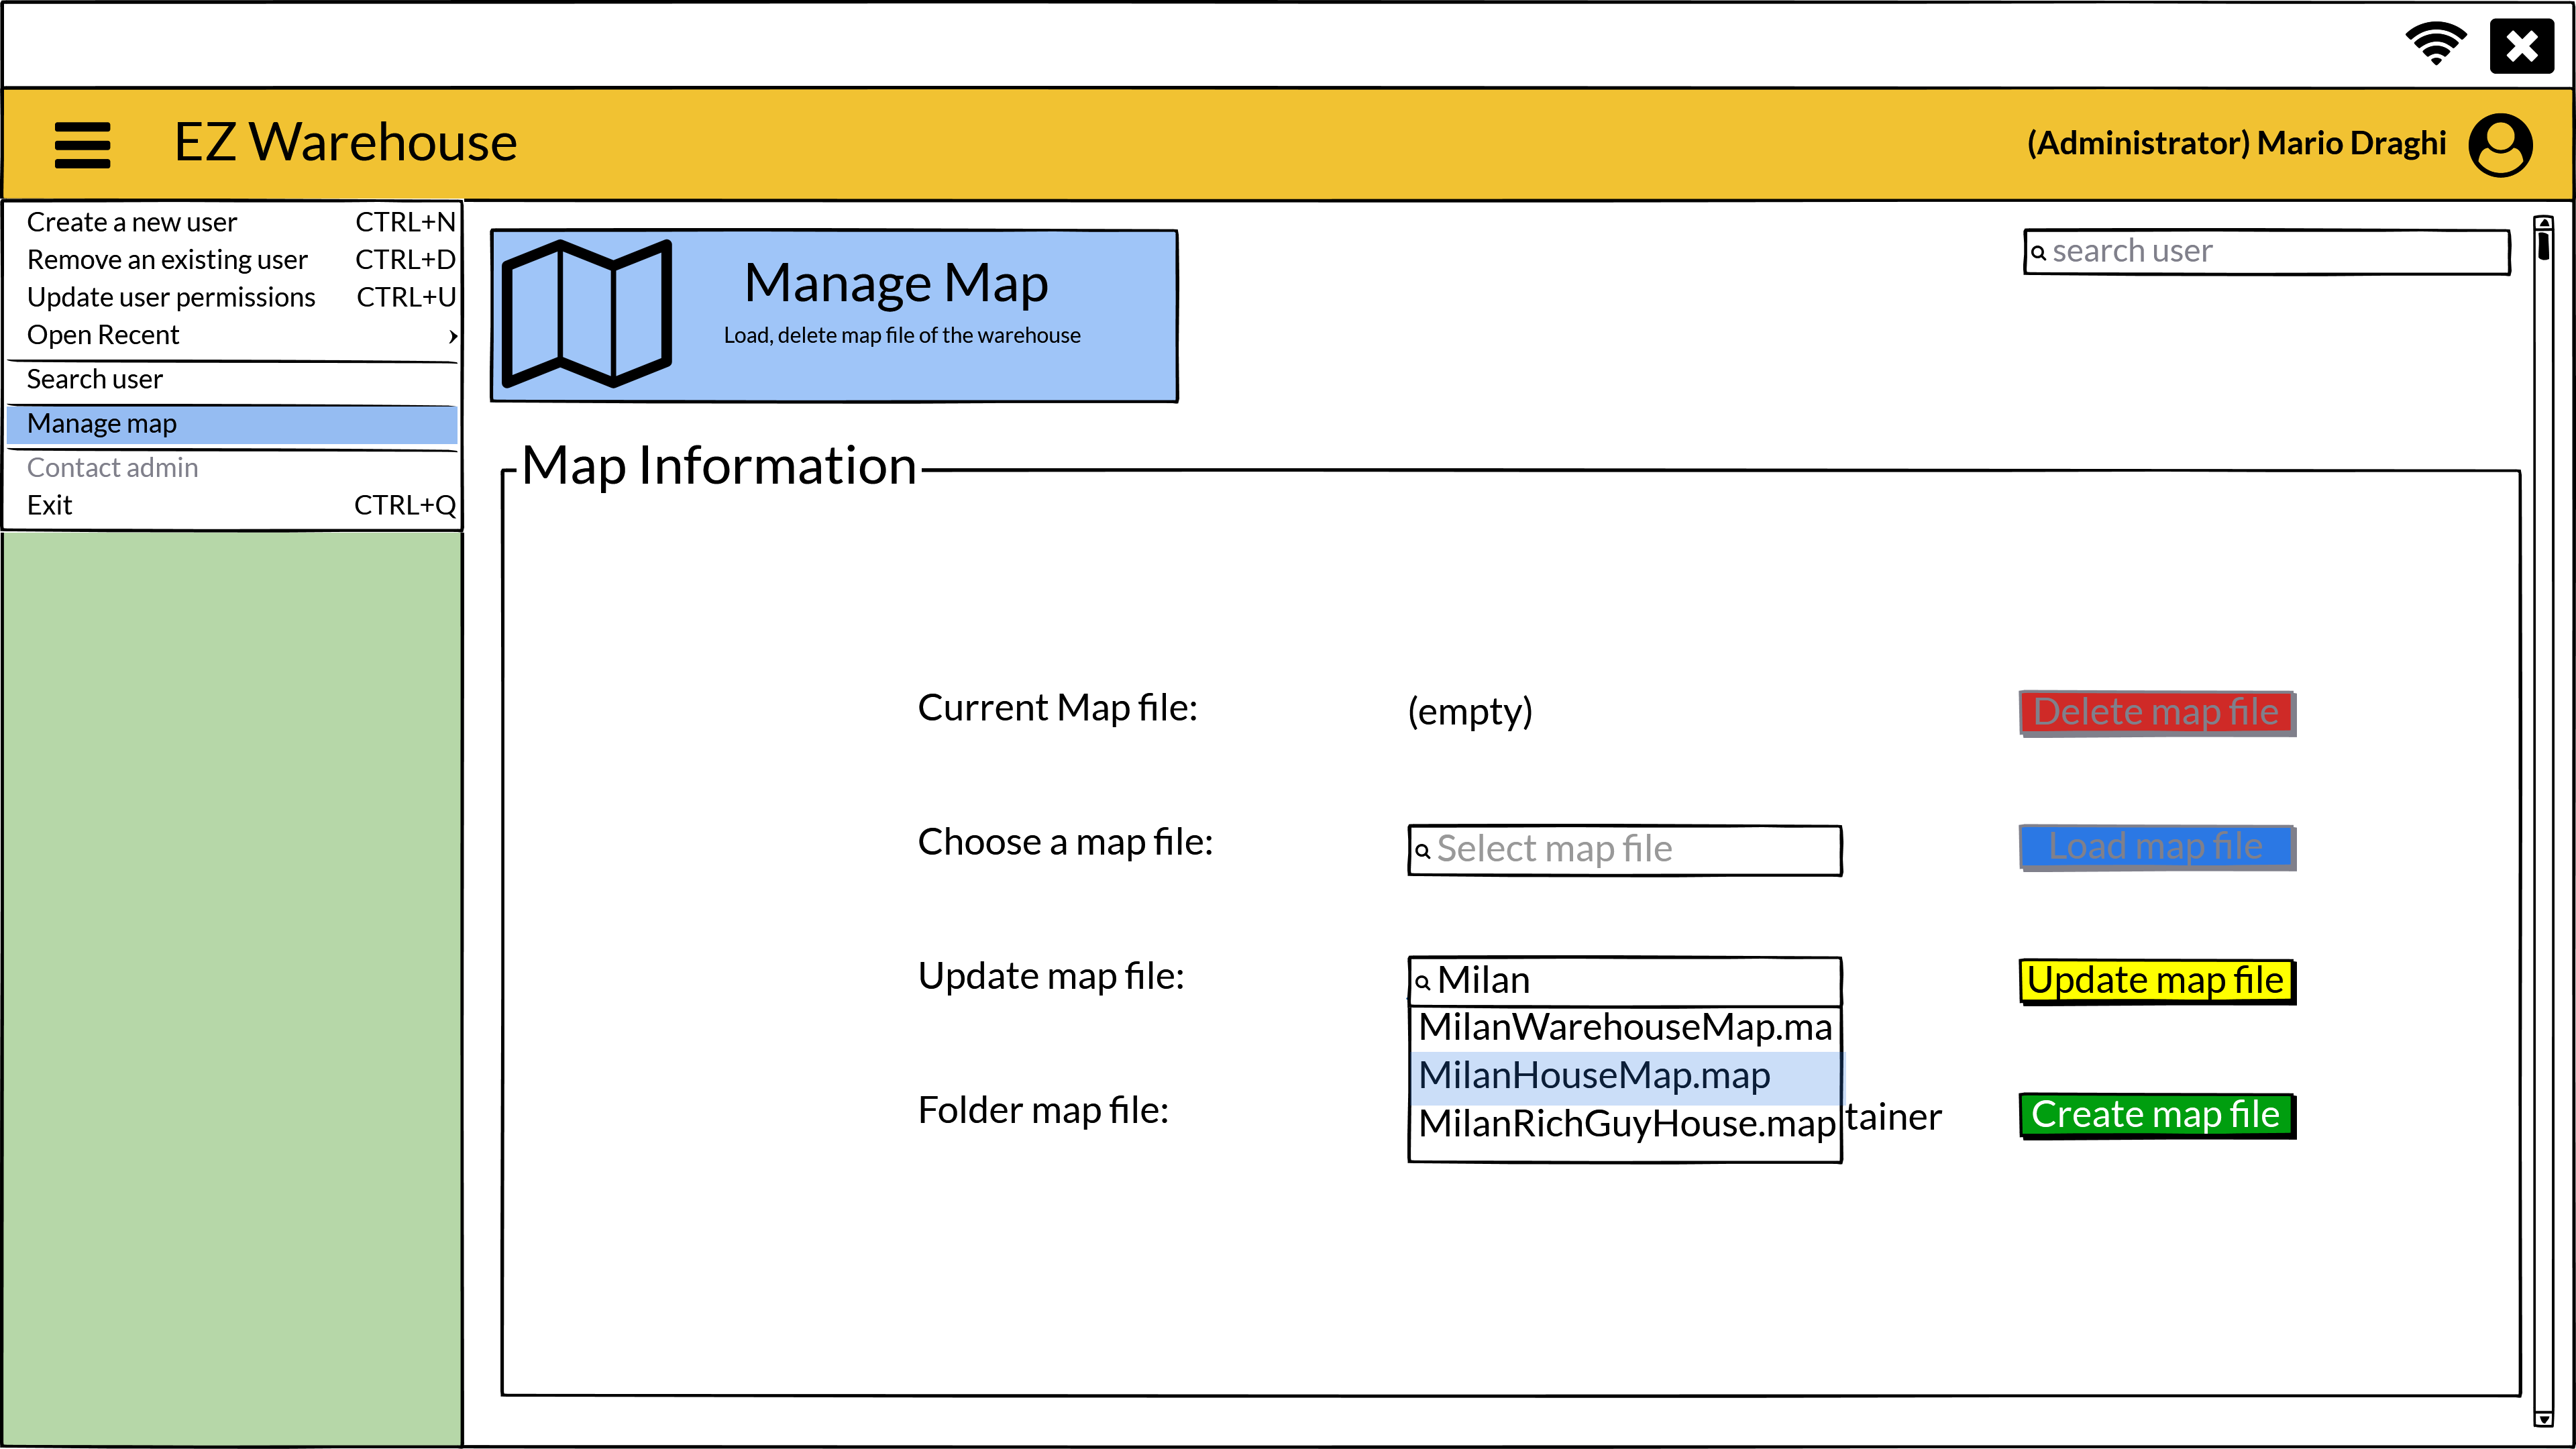 EZ Warehouse
(Administrator) Mario Draghi
Create a new user CTRL+N
Remove an existing user CTRL+D
Update user permissions CTRL+U
Open Recent
Search user
Manage map
Contact admin
Exit CTRL+Q
Manage Map
Load, delete map file of the warehouse
search user
Map Information
Current Map file: (empty) Delete map file
Choose a map file: Select map file Load map file
Update map file: Milan Update map file
MilanWarehouseMap.ma
MilanHouseMap.map
Folder map file: MilanRichGuyHouse.map tainer Create map file